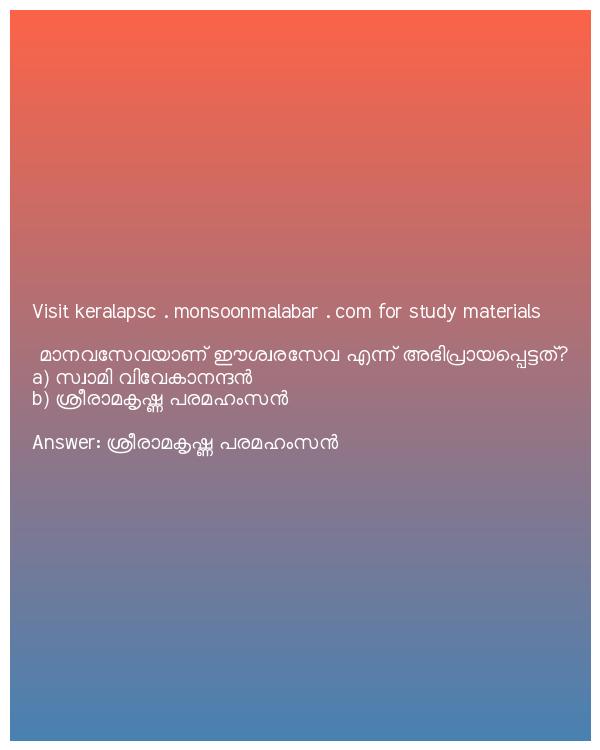 Visit keralapsc . monsoonmalabar . com for study materials
മാനവസേവയാണ് ഈശ്വരസേവ എന്ന് അഭിപ്രായപ്പെട്ടത്?
a) സ്വാമി വിവേകാനന്ദൻ
b) ശ്രീരാമകൃഷ്ണ പരമഹംസൻ
Answer: ശ്രീരാമകൃഷ്ണ പരമഹംസൻ